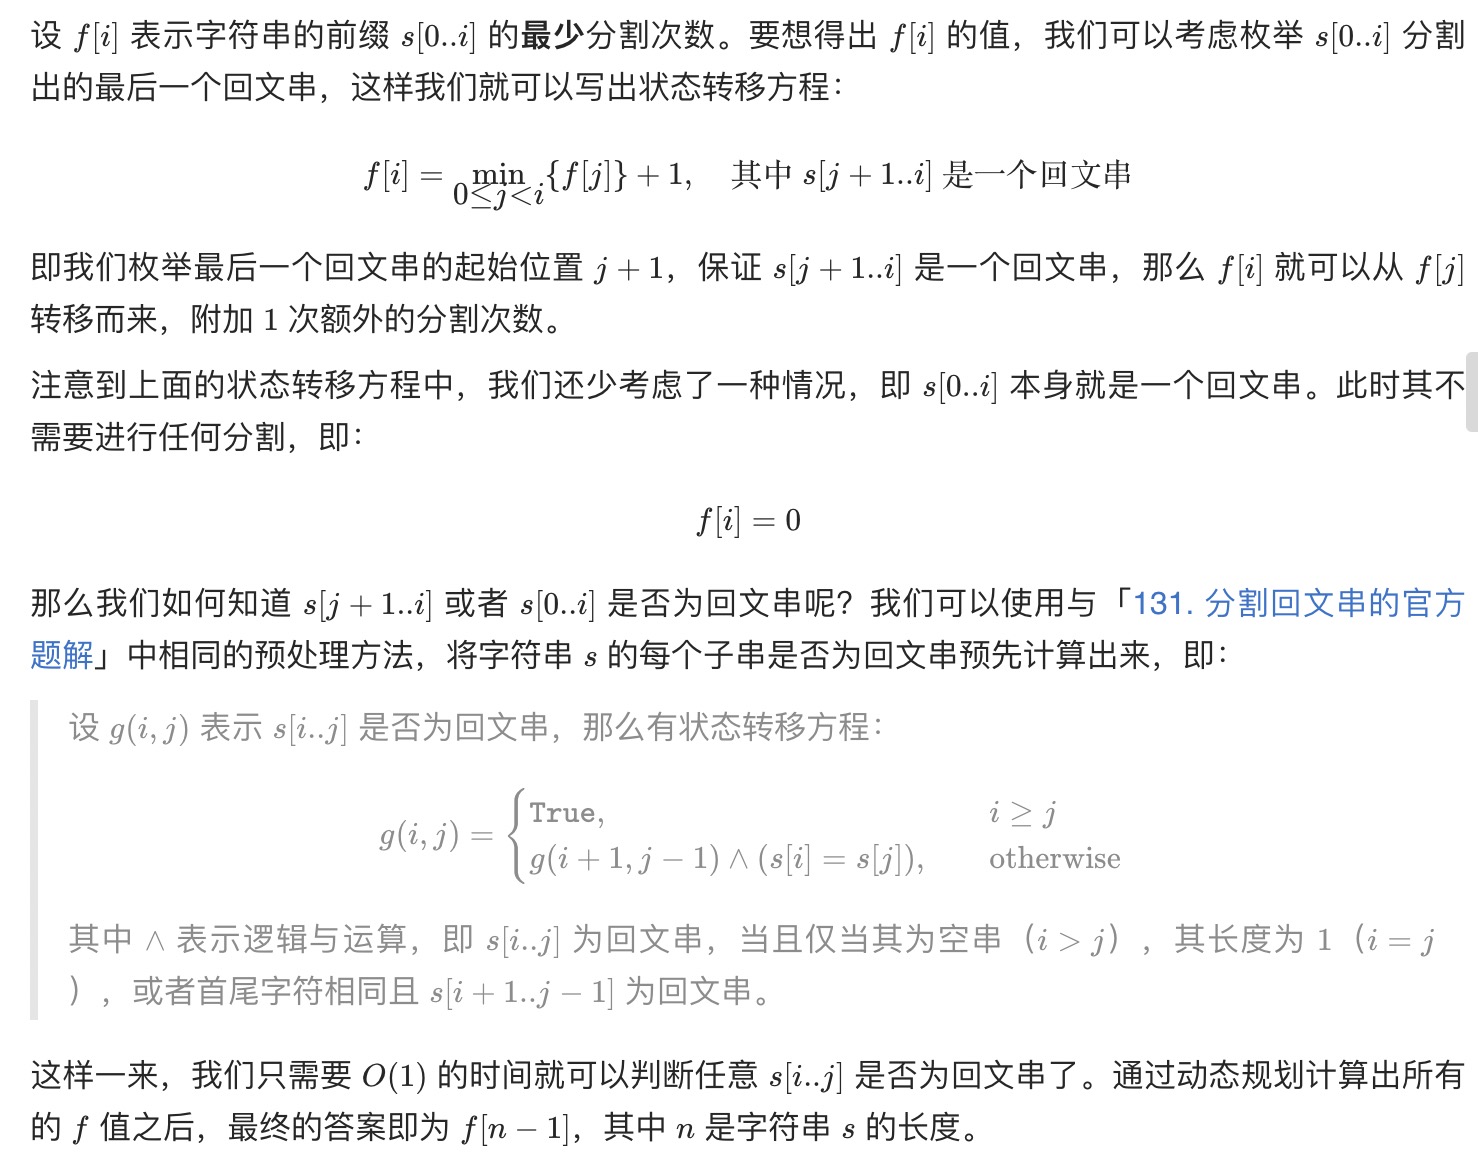 设 f[i] 表示字符串的前缀 s[0..i] 的最少分割次数。要想得出 f[i] 的值，我们可以考虑枚举 s[0..i] 分割
出的最后一个回文串，这样我们就可以写出状态转移方程：
f[i] = min_{0≤j<i}{f[j]} + 1, 其中 s[j + 1..i] 是一个回文串
即我们枚举最后一个回文串的起始位置 j + 1，保证 s[j + 1..i] 是一个回文串，那么 f[i] 就可以从 f[j]
转移而来，附加 1 次额外的分割次数。
注意到上面的状态转移方程中，我们还少考虑了一种情况，即 s[0..i] 本身就是一个回文串。此时其不
需要进行任何分割，即：
f[i] = 0
那么我们如何知道 s[j + 1..i] 或者 s[0..i] 是否为回文串呢？我们可以使用与「131. 分割回文串的官方
题解」中相同的预处理方法，将字符串 s 的每个子串是否为回文串预先计算出来，即：
设 g(i, j) 表示 s[i..j] 是否为回文串，那么有状态转移方程：
g(i, j) = { True, i ≥ j
g(i + 1, j − 1) ∧ (s[i] = s[j]), otherwise
其中 ∧ 表示逻辑与运算，即 s[i..j] 为回文串，当且仅当其为空串（i > j），其长度为 1（i = j
），或者首尾字符相同且 s[i + 1..j − 1] 为回文串。
这样一来，我们只需要 O(1) 的时间就可以判断任意 s[i..j] 是否为回文串了。通过动态规划计算出所有
的 f 值之后，最终的答案即为 f[n − 1]，其中 n 是字符串 s 的长度。